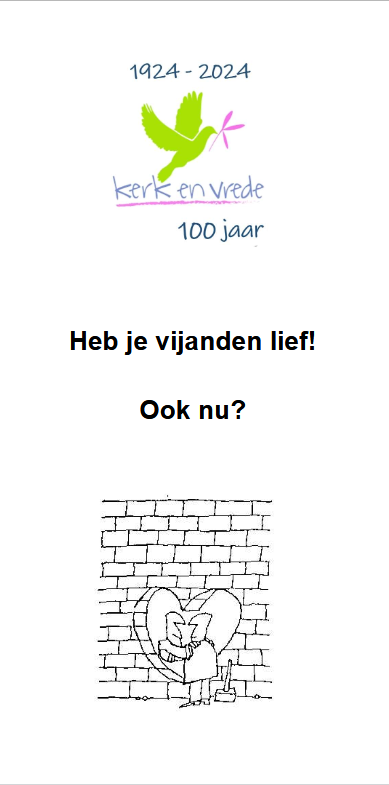 1924 - 2024
kerk en vrede
100 jaar
Heb je vijanden lief!
Ook nu?